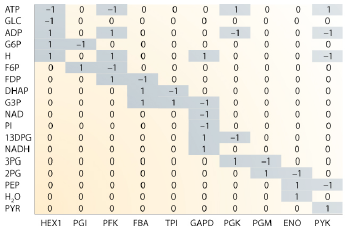 ATP –1 0 –1 0 0 0 1 0 0 1
GLC –1 0 0 0 0 0 0 0 0 0
ADP 1 0 1 0 0 0 –1 0 0 –1
G6P 1 –1 0 0 0 0 0 0 0 0
H 1 0 1 0 0 1 0 0 0 –1
F6P 0 1 –1 0 0 0 0 0 0 0
FDP 0 0 1 –1 0 0 0 0 0 0
DHAP 0 0 0 1 –1 0 0 0 0 0
G3P 0 0 0 1 1 –1 0 0 0 0
NAD 0 0 0 0 0 –1 0 0 0 0
PI 0 0 0 0 0 –1 0 0 0 0
13DPG 0 0 0 0 0 1 –1 0 0 0
NADH 0 0 0 0 0 1 0 0 0 0
3PG 0 0 0 0 0 0 1 –1 0 0
2PG 0 0 0 0 0 0 0 1 –1 0
PEP 0 0 0 0 0 0 0 0 1 –1
H₂O 0 0 0 0 0 0 0 0 1 0
PYR 0 0 0 0 0 0 0 0 0 1
HEX1 PGI PFK FBA TPI GAPD PGK PGM ENO PYK